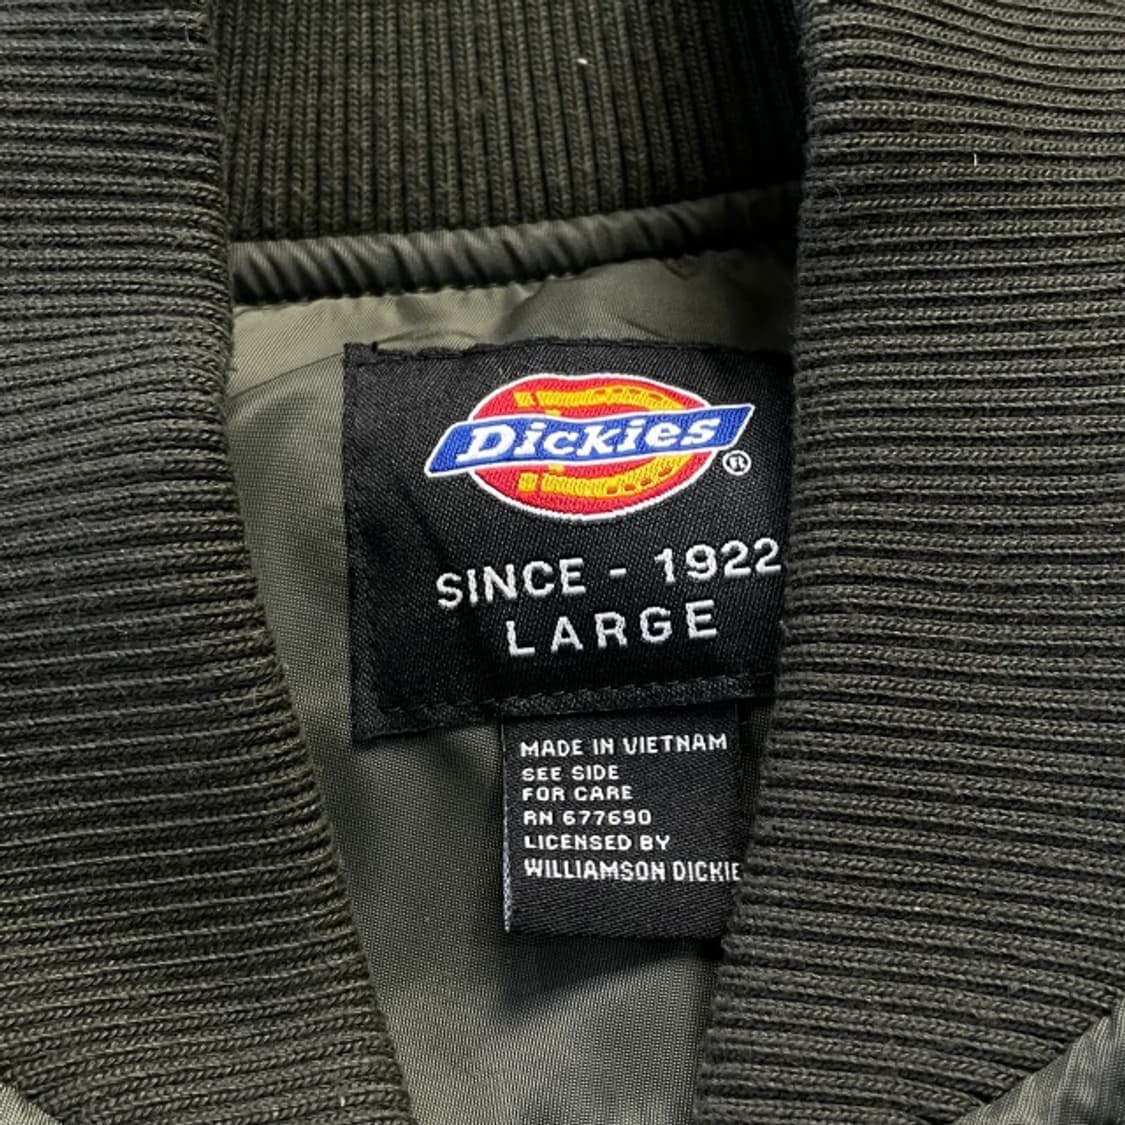 Dickies®
SINCE - 1922
LARGE
MADE IN VIETNAM
SEE SIDE
FOR CARE
RN 677690
LICENSED BY
WILLIAMSON DICKIE